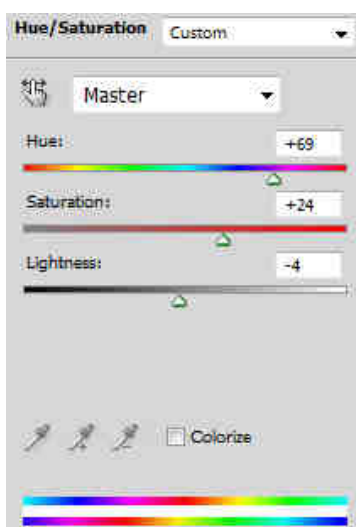 Hue/Saturation Custom
Master
Hue: +69
Saturation: +24
Lightness: -4
Colorize